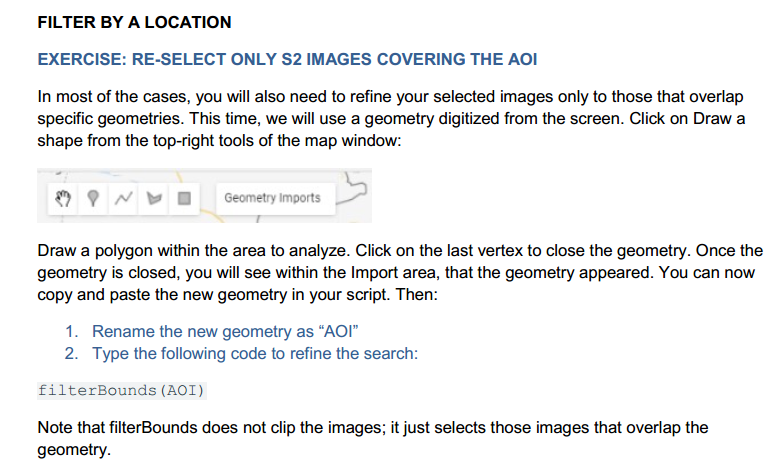 FILTER BY A LOCATION
EXERCISE: RE-SELECT ONLY S2 IMAGES COVERING THE AOI
In most of the cases, you will also need to refine your selected images only to those that overlap
specific geometries. This time, we will use a geometry digitized from the screen. Click on Draw a
shape from the top-right tools of the map window:
Geometry Imports
Draw a polygon within the area to analyze. Click on the last vertex to close the geometry. Once the
geometry is closed, you will see within the Import area, that the geometry appeared. You can now
copy and paste the new geometry in your script. Then:
1. Rename the new geometry as “AOI”
2. Type the following code to refine the search:
filterBounds(AOI)
Note that filterBounds does not clip the images; it just selects those images that overlap the
geometry.